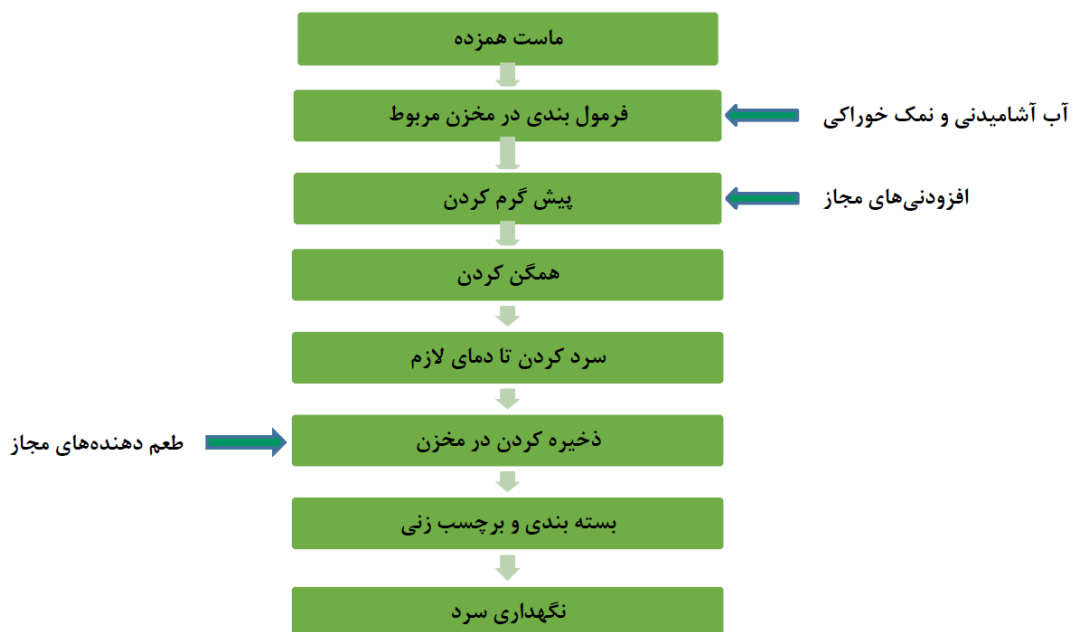 ماست همزده
فرمول بندی در مخزن مربوط
آب آشامیدنی و نمک خوراکی
پیش گرم کردن
افزودنی‌های مجاز
همگن کردن
سرد کردن تا دمای لازم
ذخیره کردن در مخزن
طعم دهنده‌های مجاز
بسته بندی و برچسب زنی
نگهداری سرد